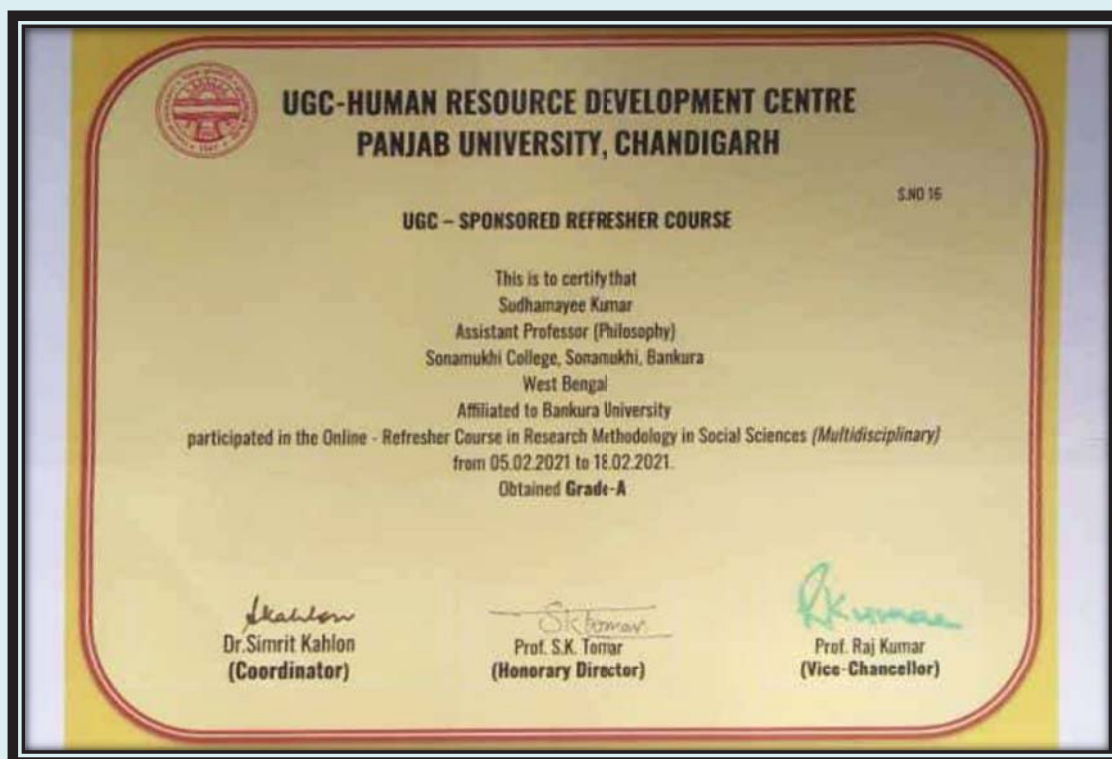 UGC-HUMAN RESOURCE DEVELOPMENT CENTRE
PANJAB UNIVERSITY, CHANDIGARH
S.NO 16
UGC – SPONSORED REFRESHER COURSE
This is to certify that
Sudhamayee Kumar
Assistant Professor (Philosophy)
Sonamukhi College, Sonamukhi, Bankura
West Bengal
Affiliated to Bankura University
participated in the Online - Refresher Course in Research Methodology in Social Sciences (Multidisciplinary)
from 05.02.2021 to 18.02.2021.
Obtained Grade-A
Skahlon SKTomar RKumar
Dr.Simrit Kahlon Prof. S.K. Tomar Prof. Raj Kumar
(Coordinator) (Honorary Director) (Vice-Chancellor)